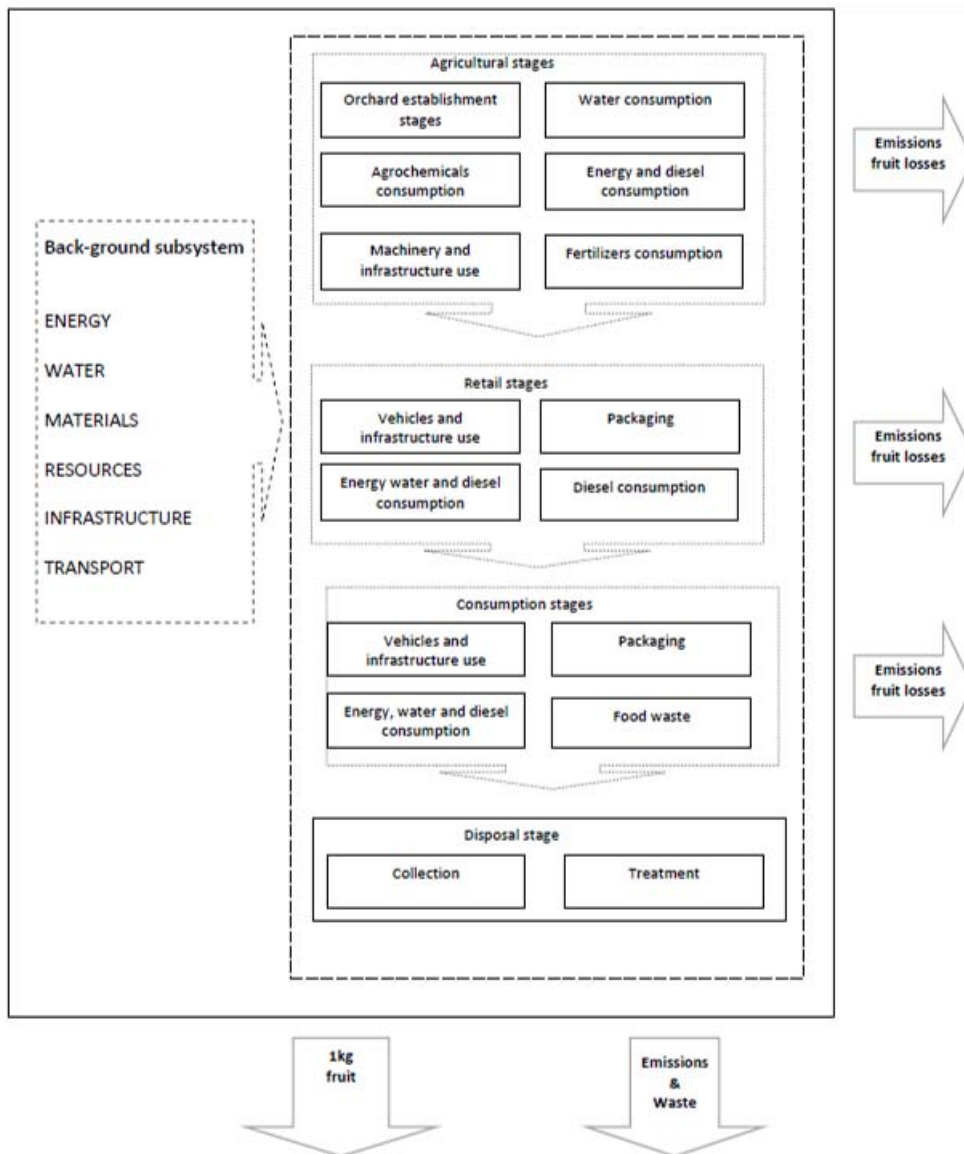 Agricultural stages
Orchard establishment
stages
Water consumption
Agrochemicals
consumption
Energy and diesel
consumption
Machinery and
infrastructure use
Fertilizers consumption
Emissions
fruit losses
Back-ground subsystem
ENERGY
WATER
MATERIALS
RESOURCES
INFRASTRUCTURE
TRANSPORT
Retail stages
Vehicles and
infrastructure use
Packaging
Energy water and diesel
consumption
Diesel consumption
Emissions
fruit losses
Consumption stages
Vehicles and
infrastructure use
Packaging
Energy, water and diesel
consumption
Food waste
Emissions
fruit losses
Disposal stage
Collection
Treatment
1kg
fruit
Emissions
&
Waste